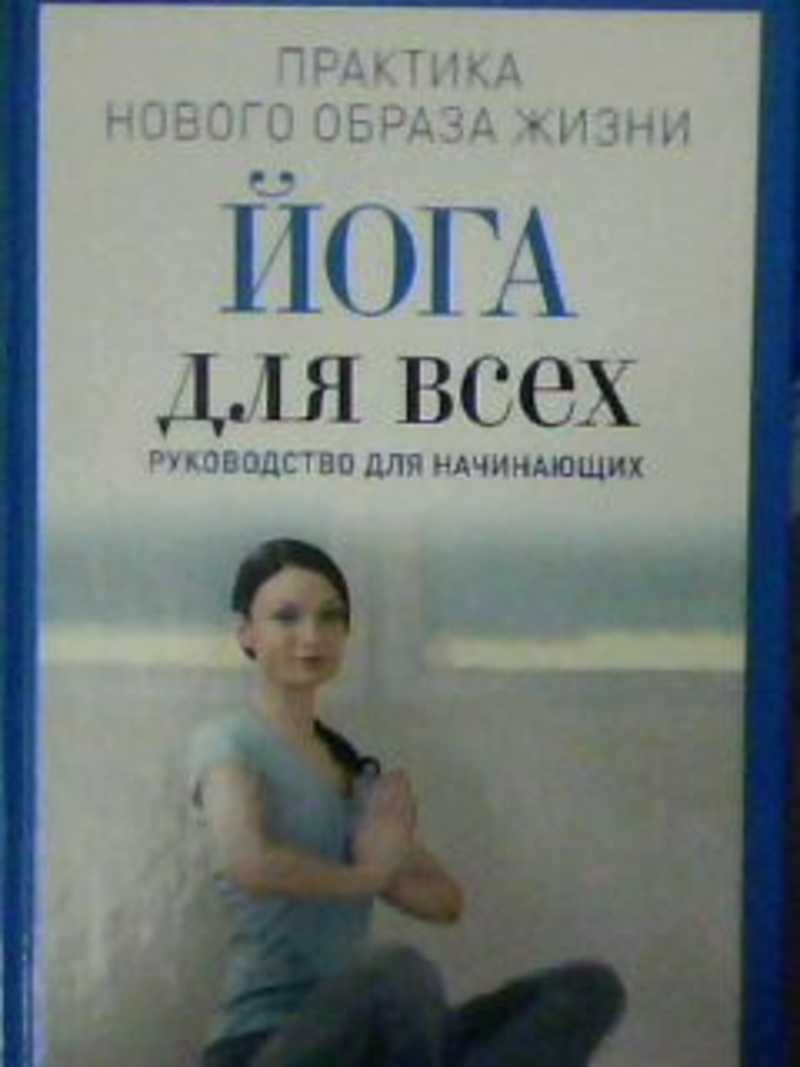 ПРАКТИКА
НОВОГО ОБРАЗА ЖИЗНИ
ЙОГА
ДЛЯ ВСЕХ
РУКОВОДСТВО ДЛЯ НАЧИНАЮЩИХ